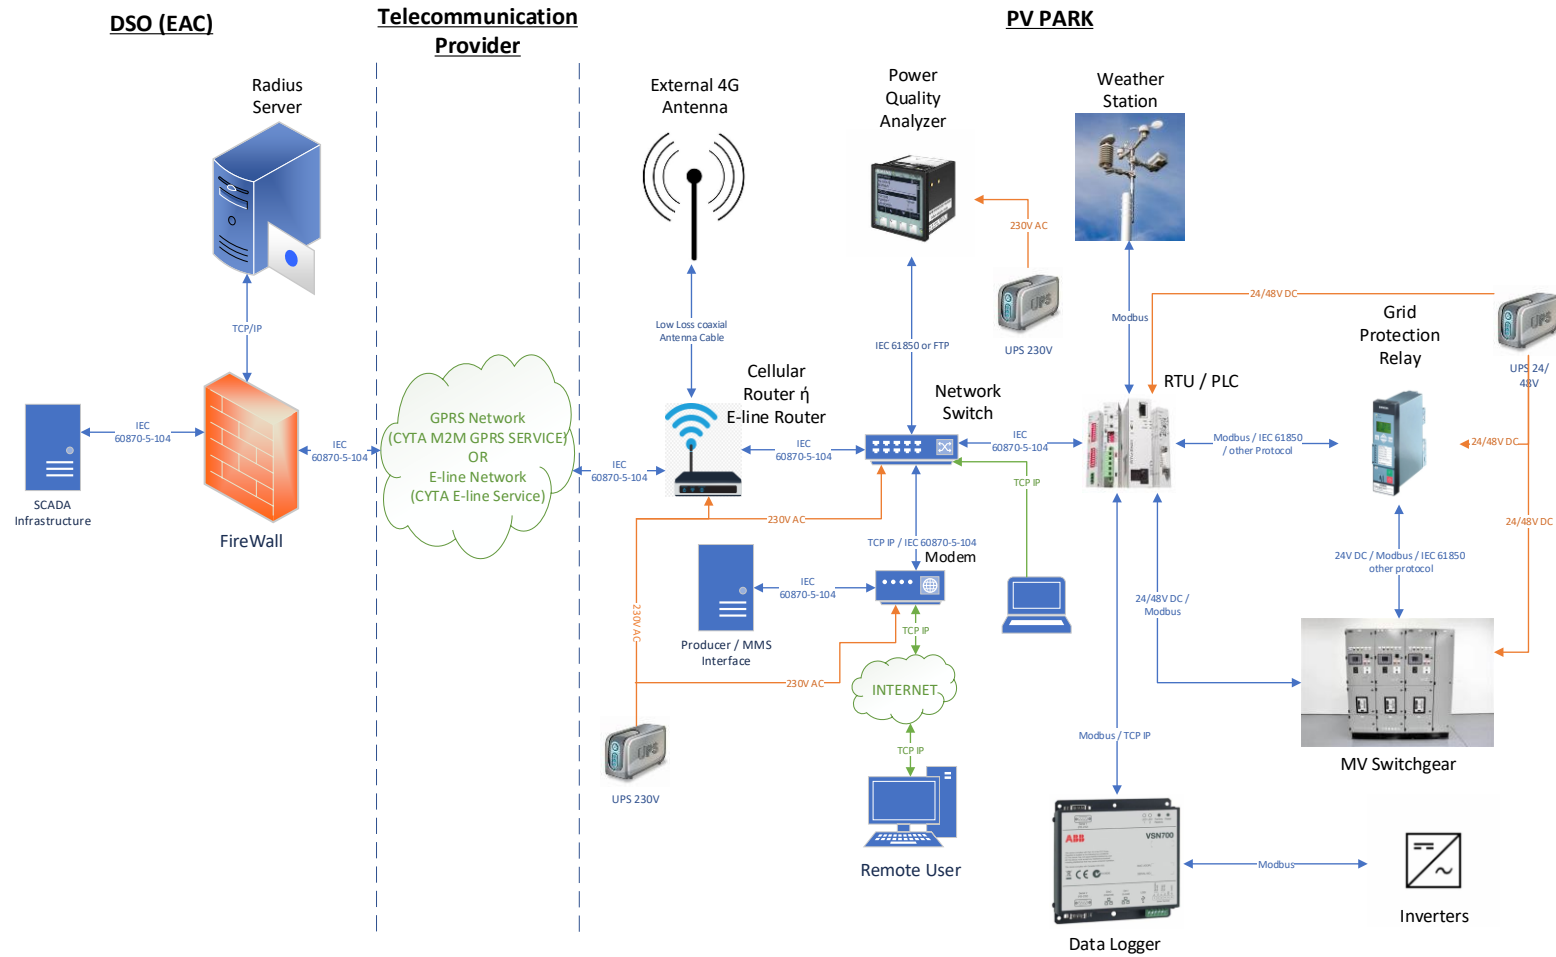 DSO (EAC)
Telecommunication
Provider
PV PARK
Radius
Server
External 4G
Antenna
Power
Quality
Analyzer
Weather
Station
230V AC
24/48V DC
UPS
UPS 230V
UPS
UPS 24/
48V
Grid
Protection
Relay
TCP/IP
Low Loss coaxial
Antenna Cable
IEC 61850 or FTP
Modbus
Cellular
Router ή
E-line Router
Network
Switch
RTU / PLC
GPRS Network
(CYTA M2M GPRS SERVICE)
OR
E-line Network
(CYTA E-line Service)
IEC
60870-5-104
IEC
60870-5-104
IEC
60870-5-104
IEC
60870-5-104
IEC
60870-5-104
Modbus / IEC 61850
/ other Protocol
24/48V DC
SCADA
Infrastructure
FireWall
TCP IP
230V AC
24/48V DC
TCP IP / IEC 60870-5-104
Modem
24V DC / Modbus / IEC 61850
other protocol
IEC
60870-5-104
24/48V DC /
Modbus
230V AC
TCP IP
Producer / MMS
Interface
230V AC
INTERNET
Modbus / TCP IP
TCP IP
UPS
UPS 230V
MV Switchgear
Remote User
ABB
VSN700
Modbus
Inverters
Data Logger